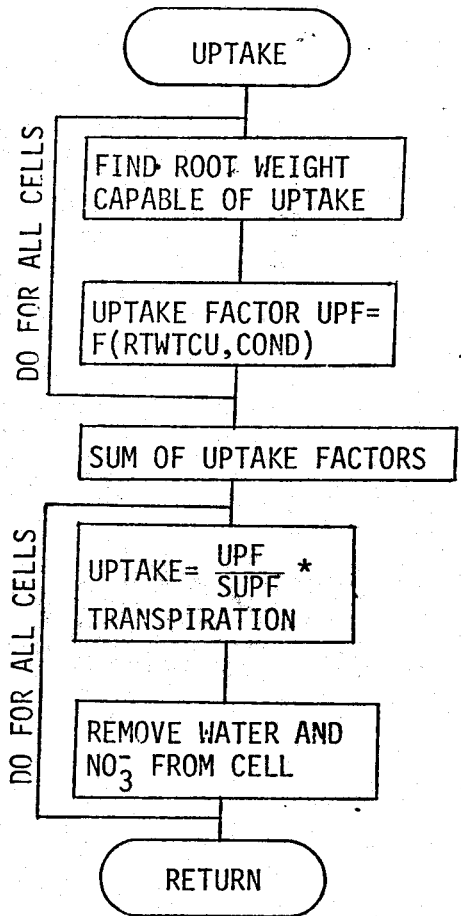 UPTAKE
DO FOR ALL CELLS
FIND ROOT WEIGHT
CAPABLE OF UPTAKE
UPTAKE FACTOR UPF=
F(RTWTCU,COND)
SUM OF UPTAKE FACTORS
DO FOR ALL CELLS
UPTAKE= UPF/SUPF *
TRANSPIRATION
REMOVE WATER AND
NO₃⁻ FROM CELL
RETURN